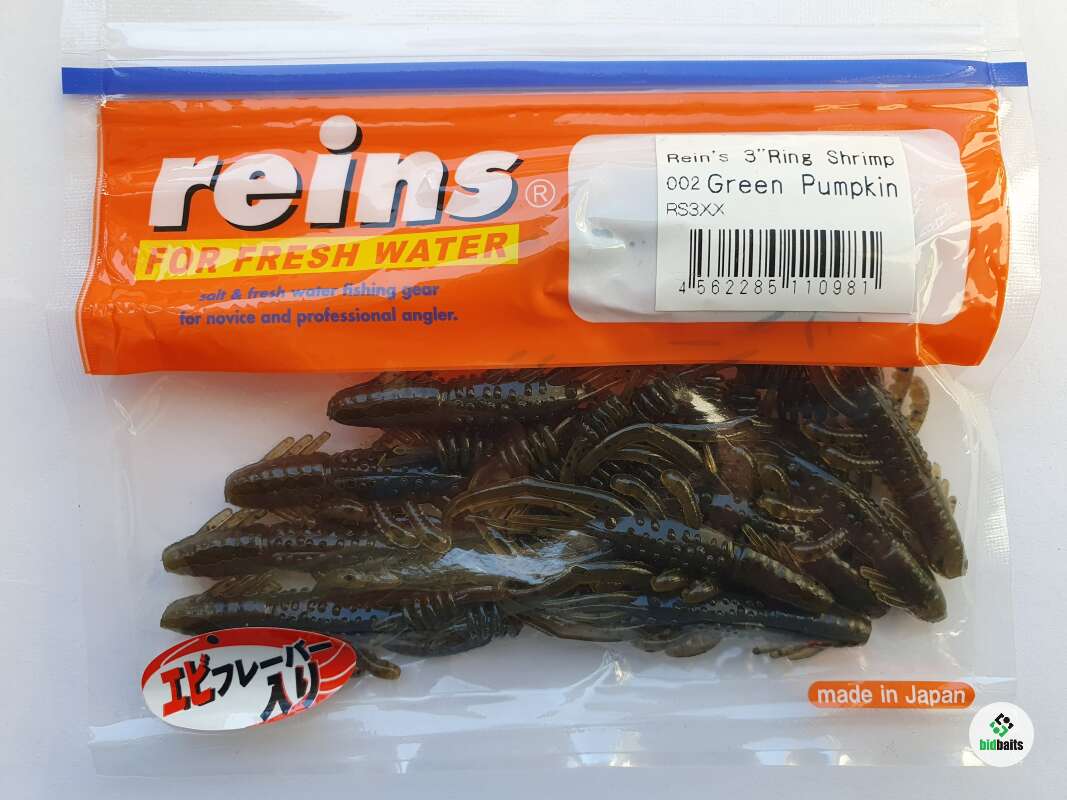 reins®
FOR FRESH WATER
salt & fresh water fishing gear
for novice and professional angler.
Rein's 3"Ring Shrimp
002 Green Pumpkin
RS3XX
4 562285 110981
エビフレーバー
入り
made in Japan
bidbaits